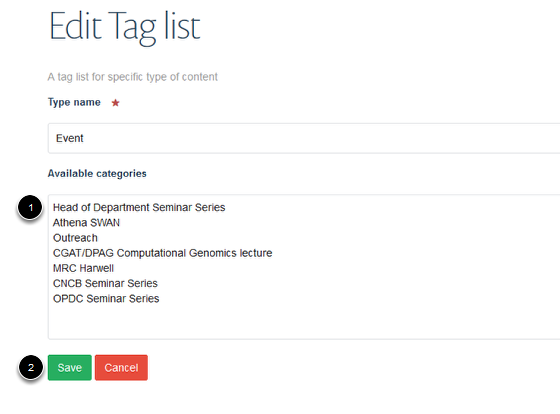 Edit Tag list
A tag list for specific type of content
Type name ★
Event
Available categories
1
Head of Department Seminar Series
Athena SWAN
Outreach
CGAT/DPAG Computational Genomics lecture
MRC Harwell
CNCB Seminar Series
OPDC Seminar Series
2 Save Cancel